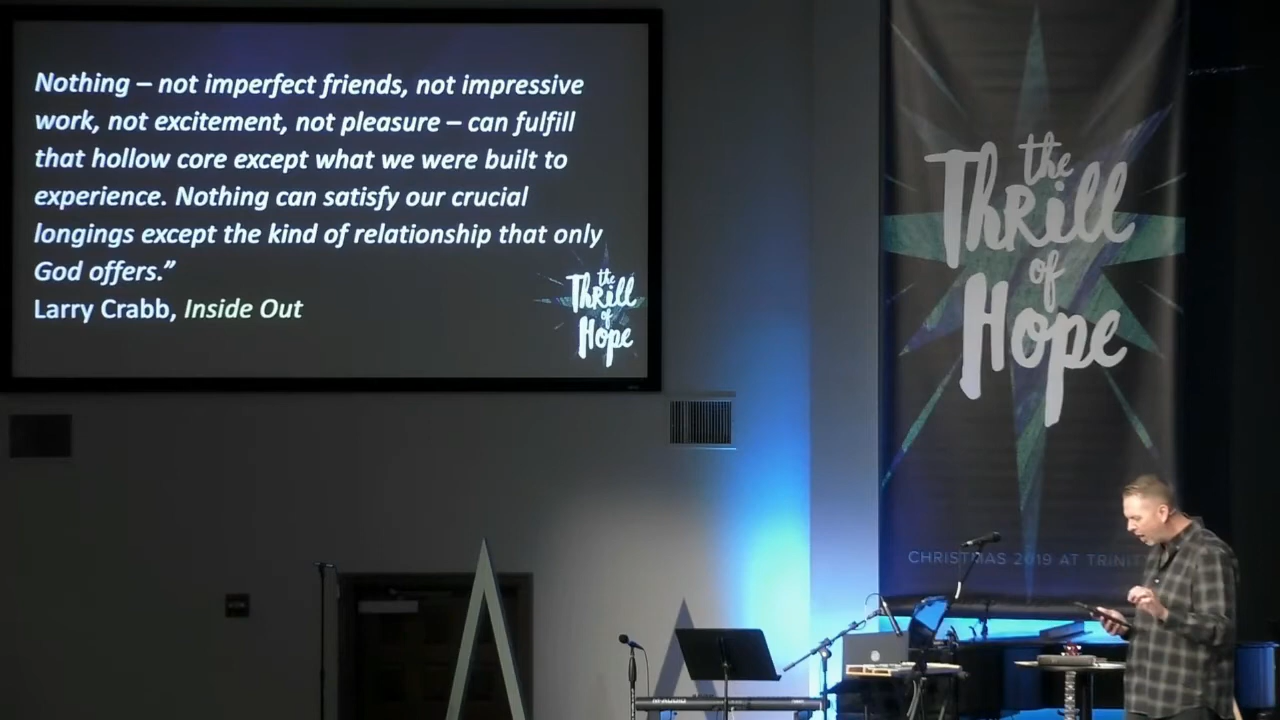 Nothing – not imperfect friends, not impressive
work, not excitement, not pleasure – can fulfill
that hollow core except what we were built to
experience. Nothing can satisfy our crucial
longings except the kind of relationship that only
God offers.”
Larry Crabb, Inside Out
the
Thrill
of
Hope
the
Thrill
of
Hope
CHRISTMAS 2019 AT TRINIT